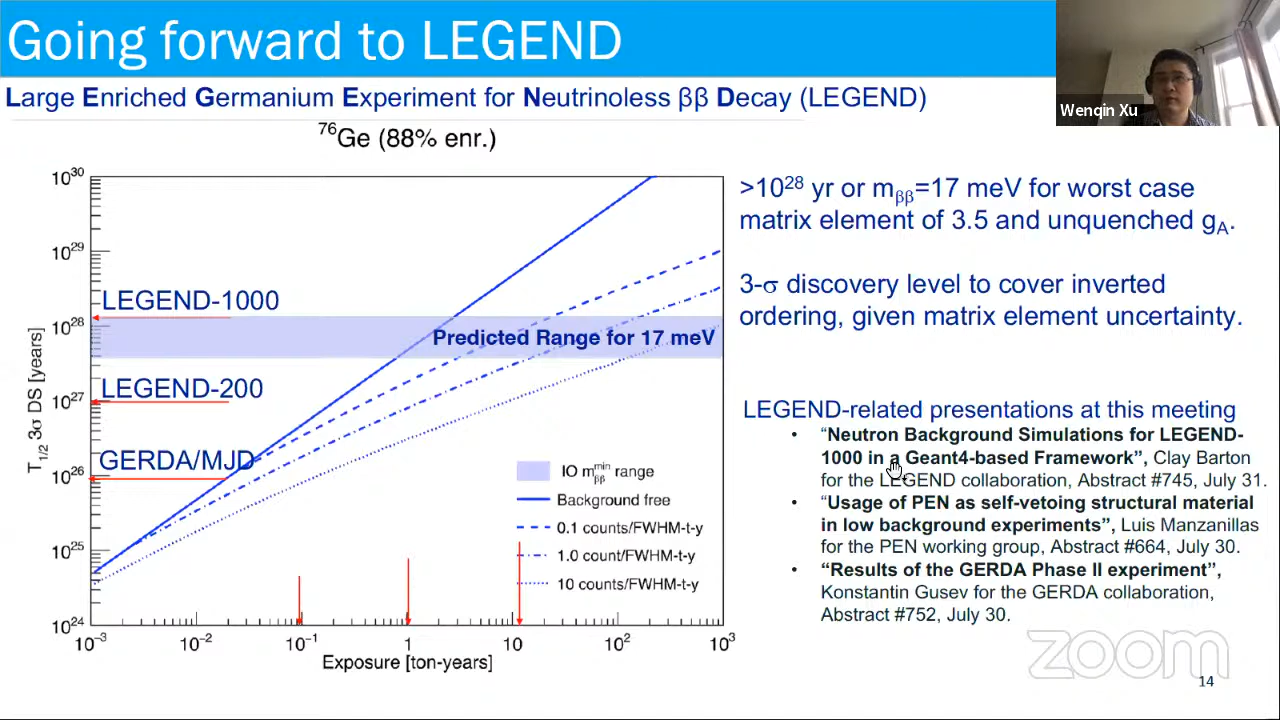 Going forward to LEGEND
Wenqin Xu
Large Enriched Germanium Experiment for Neutrinoless ββ Decay (LEGEND)
⁷⁶Ge (88% enr.)
10³⁰
10²⁹
10²⁸
10²⁷
10²⁶
10²⁵
10²⁴
T₁/₂ 3σ DS [years]
LEGEND-1000
Predicted Range for 17 meV
LEGEND-200
GERDA/MJD
IO mββ^min range
Background free
0.1 counts/FWHM-t-y
1.0 count/FWHM-t-y
10 counts/FWHM-t-y
10⁻³ 10⁻² 10⁻¹ 1 10 10² 10³
Exposure [ton-years]
>10²⁸ yr or mββ=17 meV for worst case
matrix element of 3.5 and unquenched gA.
3-σ discovery level to cover inverted
ordering, given matrix element uncertainty.
LEGEND-related presentations at this meeting
• “Neutron Background Simulations for LEGEND-
1000 in a Geant4-based Framework”, Clay Barton
for the LEGEND collaboration, Abstract #745, July 31.
• “Usage of PEN as self-vetoing structural material
in low background experiments”, Luis Manzanillas
for the PEN working group, Abstract #664, July 30.
• “Results of the GERDA Phase II experiment”,
Konstantin Gusev for the GERDA collaboration,
Abstract #752, July 30.
zoom
14